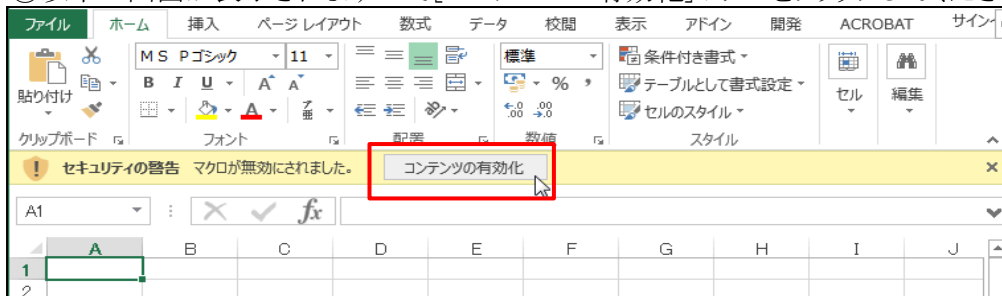 ファイル ホーム 挿入 ページ レイアウト 数式 データ 校閲 表示 アドイン 開発 ACROBAT サイン
ＭＳ Ｐゴシック 11 標準 条件付き書式
貼り付け B I U A A % , テーブルとして書式設定 セル 編集
A .00 .00 セルのスタイル
クリップボード フォント 配置 数値 スタイル
! セキュリティの警告 マクロが無効にされました。 コンテンツの有効化 ×
A1 fx
A B C D E F G H I J
1
2